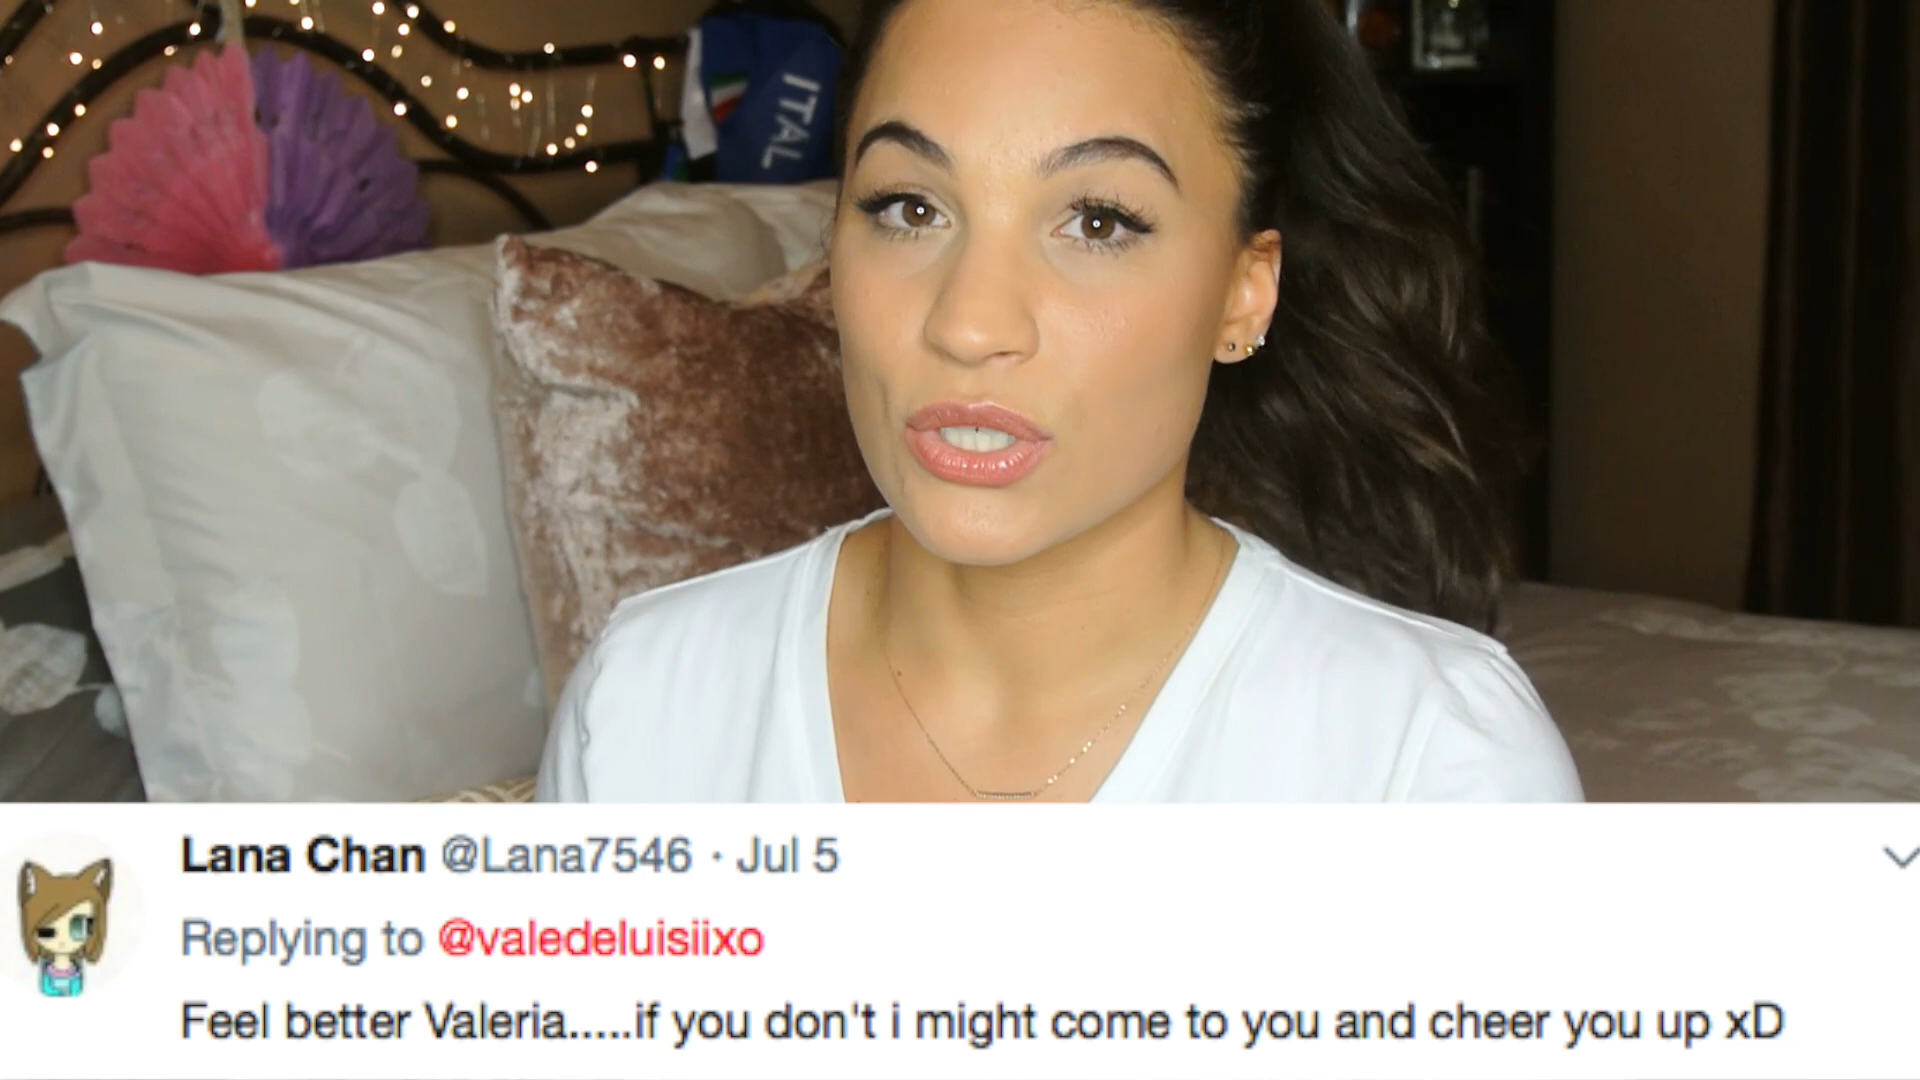 ITAL
Lana Chan @Lana7546 · Jul 5
Replying to @valedeluisiixo
Feel better Valeria.....if you don't i might come to you and cheer you up xD